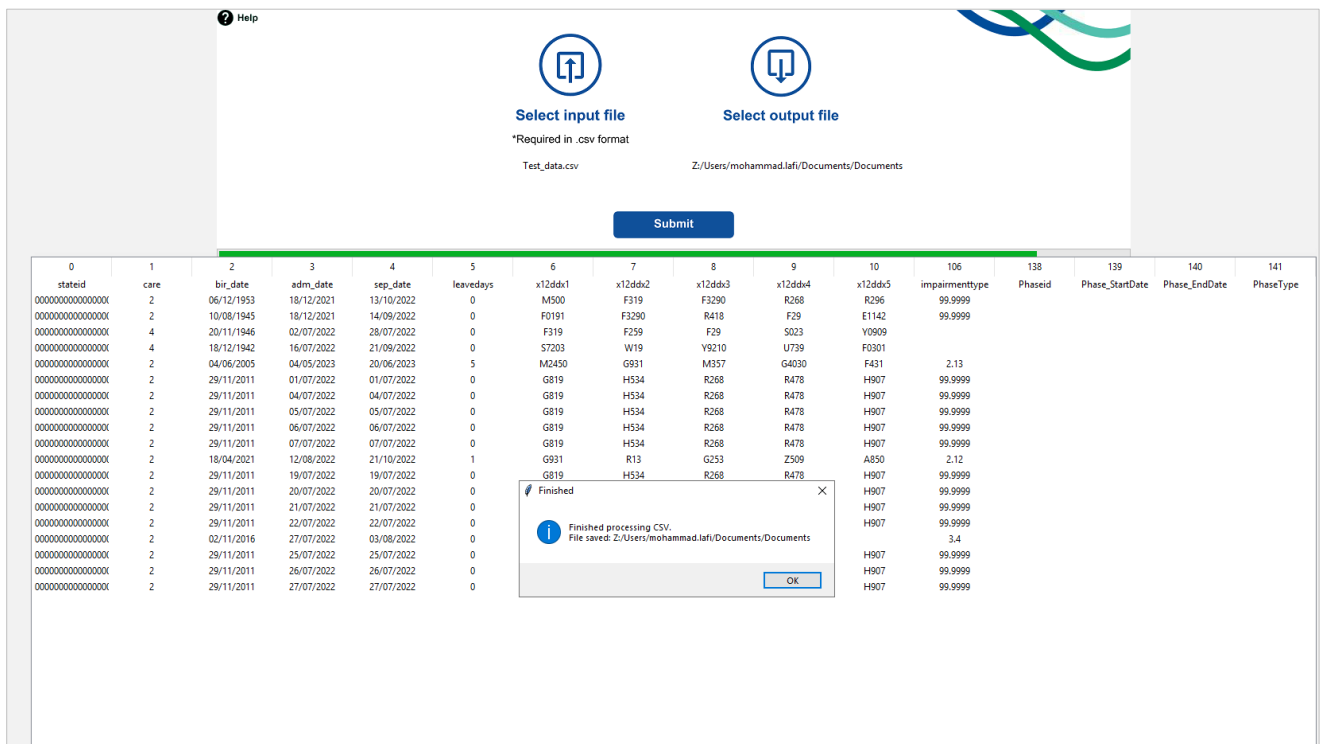 Help
Select input file
Select output file
*Required in .csv format
Test_data.csv
Z:/Users/mohammad.lafi/Documents/Documents
Submit
0 1 2 3 4 5 6 7 8 9 10 106 138 139 140 141
stateid care bir_date adm_date sep_date leavedays x12ddx1 x12ddx2 x12ddx3 x12ddx4 x12ddx5 impairmenttype Phaseid Phase_StartDate Phase_EndDate PhaseType
000000000000000( 2 06/12/1953 18/12/2021 13/10/2022 0 M500 F319 F3290 R268 R296 99.9999
000000000000000( 2 10/08/1945 18/12/2021 14/09/2022 0 F0191 F3290 R418 F29 E1142 99.9999
000000000000000( 4 20/11/1946 02/07/2022 28/07/2022 0 F319 F259 F29 S023 Y0909
000000000000000( 4 18/12/1942 16/07/2022 21/09/2022 0 S7203 W19 Y9210 U739 F0301
000000000000000( 2 04/06/2005 04/05/2023 20/06/2023 5 M2450 G931 M357 G4030 F431 2.13
000000000000000( 2 29/11/2011 01/07/2022 01/07/2022 0 G819 H534 R268 R478 H907 99.9999
000000000000000( 2 29/11/2011 04/07/2022 04/07/2022 0 G819 H534 R268 R478 H907 99.9999
000000000000000( 2 29/11/2011 05/07/2022 05/07/2022 0 G819 H534 R268 R478 H907 99.9999
000000000000000( 2 29/11/2011 06/07/2022 06/07/2022 0 G819 H534 R268 R478 H907 99.9999
000000000000000( 2 29/11/2011 07/07/2022 07/07/2022 0 G819 H534 R268 R478 H907 99.9999
000000000000000( 2 18/04/2021 12/08/2022 21/10/2022 1 G931 R13 G253 Z509 A850 2.12
000000000000000( 2 29/11/2011 19/07/2022 19/07/2022 0 G819 H534 R268 R478 H907 99.9999
000000000000000( 2 29/11/2011 20/07/2022 20/07/2022 0 H907 99.9999
000000000000000( 2 29/11/2011 21/07/2022 21/07/2022 0 H907 99.9999
000000000000000( 2 29/11/2011 22/07/2022 22/07/2022 0 H907 99.9999
000000000000000( 2 02/11/2016 27/07/2022 03/08/2022 0 3.4
000000000000000( 2 29/11/2011 25/07/2022 25/07/2022 0 H907 99.9999
000000000000000( 2 29/11/2011 26/07/2022 26/07/2022 0 H907 99.9999
000000000000000( 2 29/11/2011 27/07/2022 27/07/2022 0 H907 99.9999
Finished
Finished processing CSV.
File saved: Z:/Users/mohammad.lafi/Documents/Documents
OK